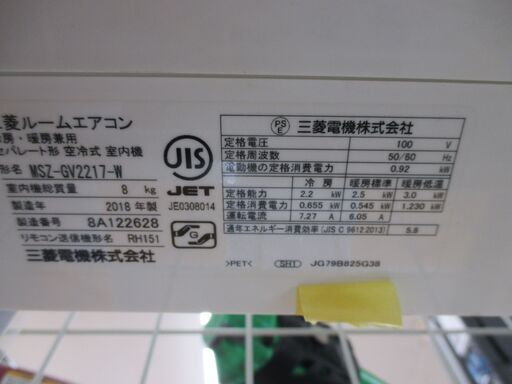 菱ルームエアコン
房・暖房兼用
セパレート形 空冷式 室内機
形名 MSZ-GV2217-W
室内機総質量 8 kg
製造年 2018 年製
製造番号 8A122628
リモコン送信機形名 RH151
三菱電機株式会社
JIS
JET
JE0308014
PS
E
三菱電機株式会社
定格電圧 100 V
定格周波数 50/60 Hz
電動機の定格消費電力 0.92 kW
冷房 暖房標準 暖房低温
定格能力 2.2 kW 2.5 kW 3.0 kW
定格消費電力 0.655 kW 0.545 kW 1.230 kW
運転電流 7.27 A 6.05 A
通年エネルギー消費効率(JIS C 9612:2013) 5.8
>PET< SH1 JG79B825G38